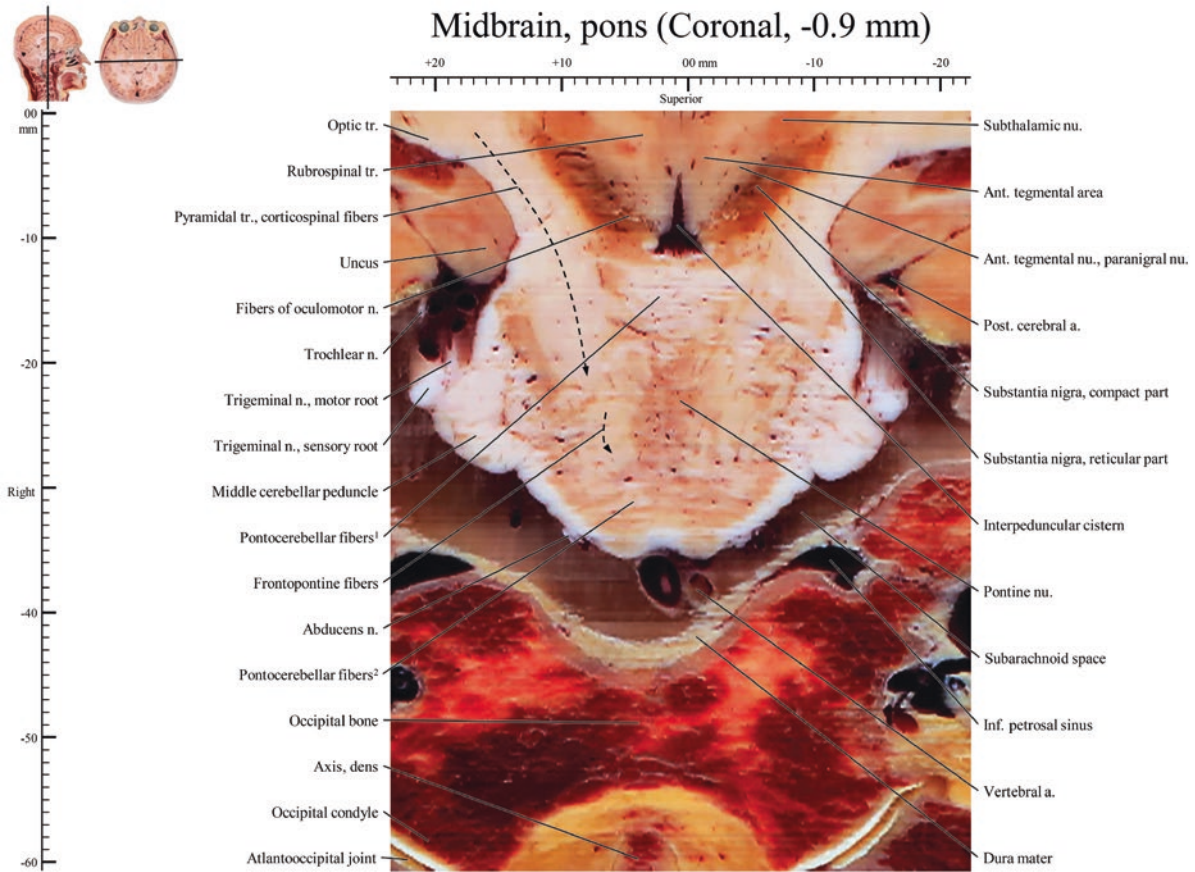 Midbrain, pons (Coronal, -0.9 mm)
+20 +10 00 mm -10 -20
Superior
00
mm
-10
-20
Right
-30
-40
-50
-60
Optic tr.
Rubrospinal tr.
Pyramidal tr., corticospinal fibers
Uncus
Fibers of oculomotor n.
Trochlear n.
Trigeminal n., motor root
Trigeminal n., sensory root
Middle cerebellar peduncle
Pontocerebellar fibers¹
Frontopontine fibers
Abducens n.
Pontocerebellar fibers²
Occipital bone
Axis, dens
Occipital condyle
Atlantooccipital joint
Subthalamic nu.
Ant. tegmental area
Ant. tegmental nu., paranigral nu.
Post. cerebral a.
Substantia nigra, compact part
Substantia nigra, reticular part
Interpeduncular cistern
Pontine nu.
Subarachnoid space
Inf. petrosal sinus
Vertebral a.
Dura mater